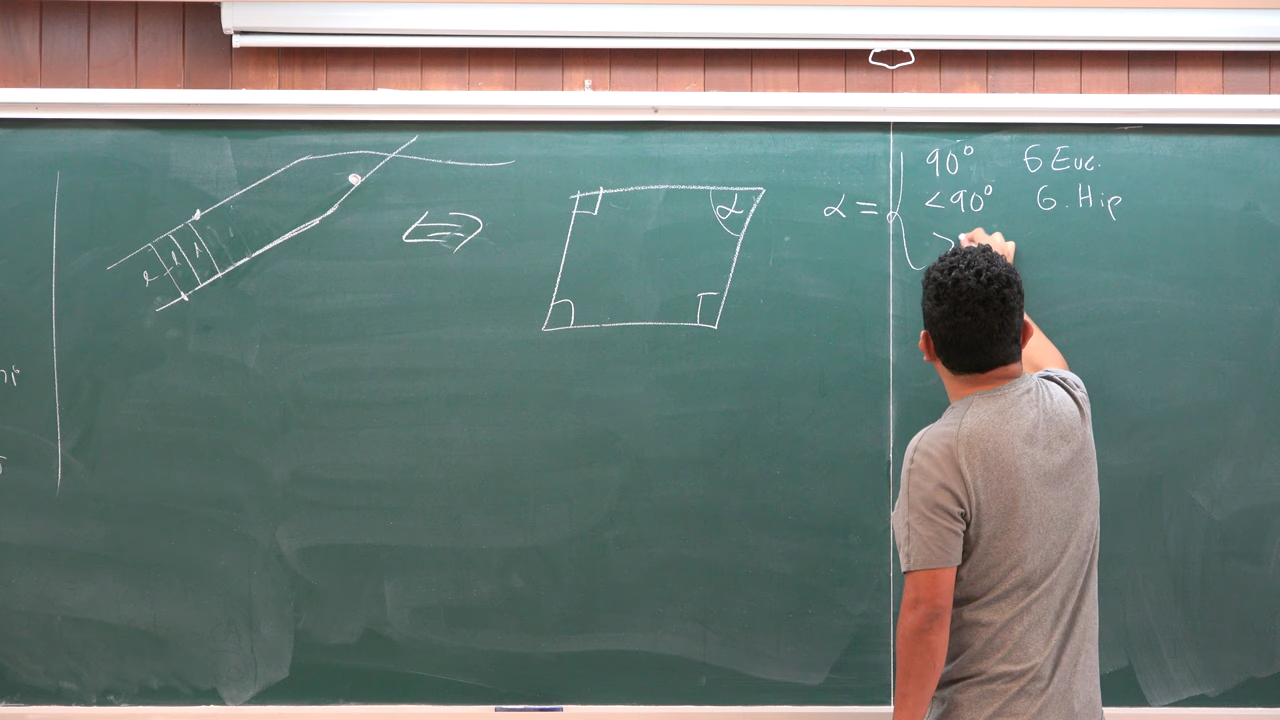 α =
90° G Euc.
<90° G. Hip
>
α
l l l